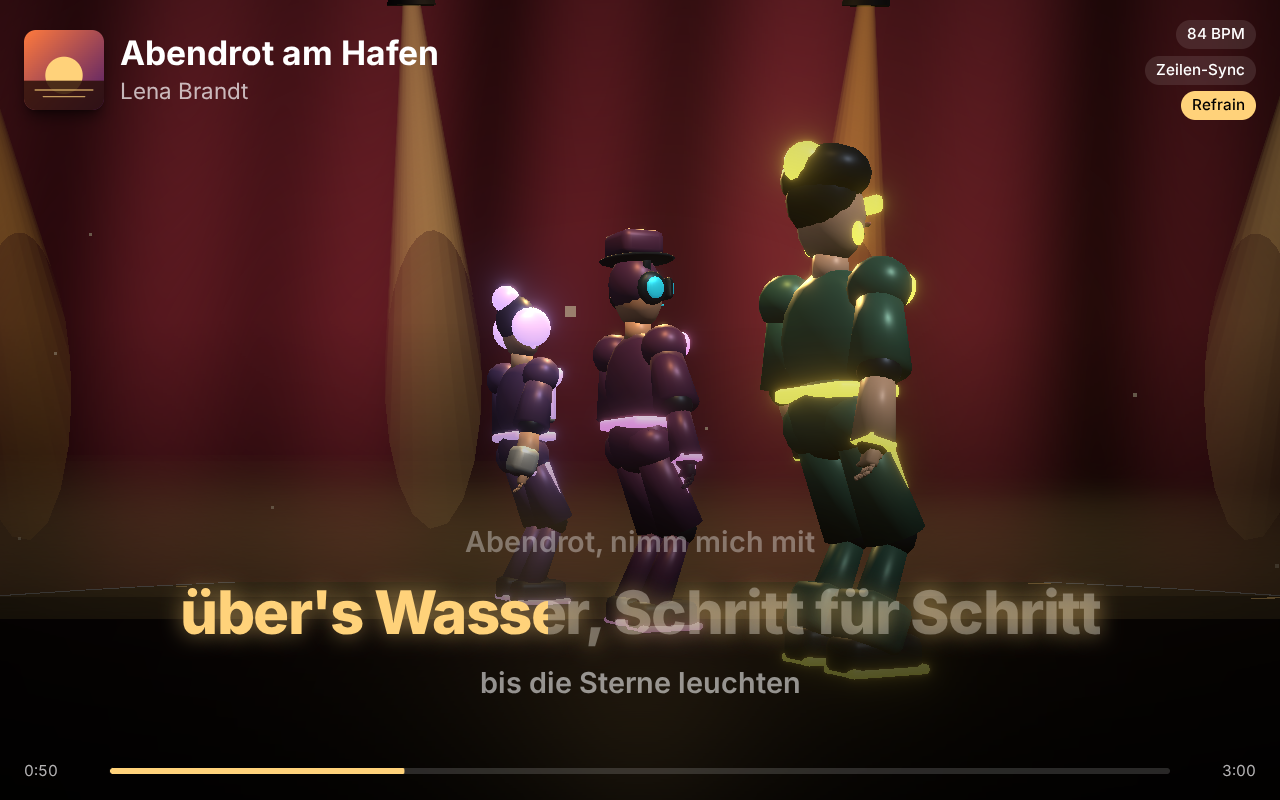 Abendrot am Hafen
Lena Brandt
84 BPM
Zeilen-Sync
Refrain
Abendrot, nimm mich mit
über's Wasser, Schritt für Schritt
bis die Sterne leuchten
0:50
3:00